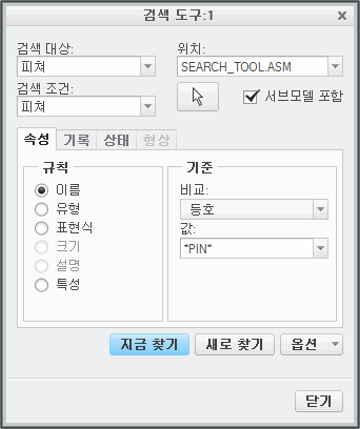 검색 도구:1
검색 대상:
위치:
피쳐
SEARCH_TOOL.ASM
검색 조건:
피쳐
서브모델 포함
속성 기록 상태 형상
규칙
기준
이름
비교:
유형
등호
표현식
값:
크기
*PIN*
설명
특성
지금 찾기 새로 찾기 옵션
닫기